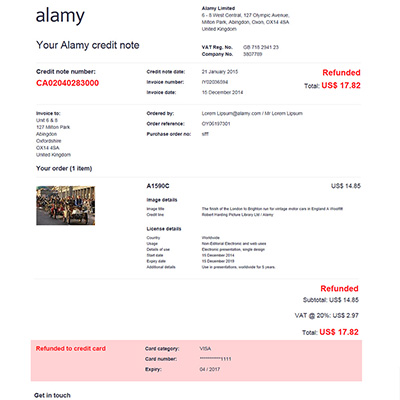 alamy
Alamy Limited
6 - 8 West Central, 127 Olympic Avenue,
Milton Park, Abingdon, Oxon, OX14 4SA
United Kingdom
Your Alamy credit note
VAT Reg. No. GB 718 2941 23
Company No. 3807789
Credit note number:
CA02040283000
Credit note date: 21 January 2015
Invoice number: IY02036594
Invoice date: 15 December 2014
Refunded
Total: US$ 17.82
Invoice to:
Unit 6 & 8
127 Milton Park
Abingdon
Oxfordshire
OX14 4SA
United Kingdom
Ordered by: Lorem Lipsum@alamy.com / Mr Lorem Lipsum
Order reference: OY05197301
Purchase order no:
Your order (1 item)
A1590C US$ 14.85
Image details
Image title The finish of the London to Brighton run for vintage motor cars in England A Woolfitt
Credit line Robert Harding Picture Library Ltd / Alamy
License details
Country Worldwide
Usage Non-Editorial Electronic and web uses
Details of use Electronic presentation, single design
Start date 15 December 2014
Expiry date 15 December 2019
Additional details Use in presentations, worldwide for 5 years.
Refunded
Subtotal: US$ 14.85
VAT @ 20%: US$ 2.97
Total: US$ 17.82
Refunded to credit card
Card category: VISA
Card number: ************1111
Expiry: 04 / 2017
Get in touch